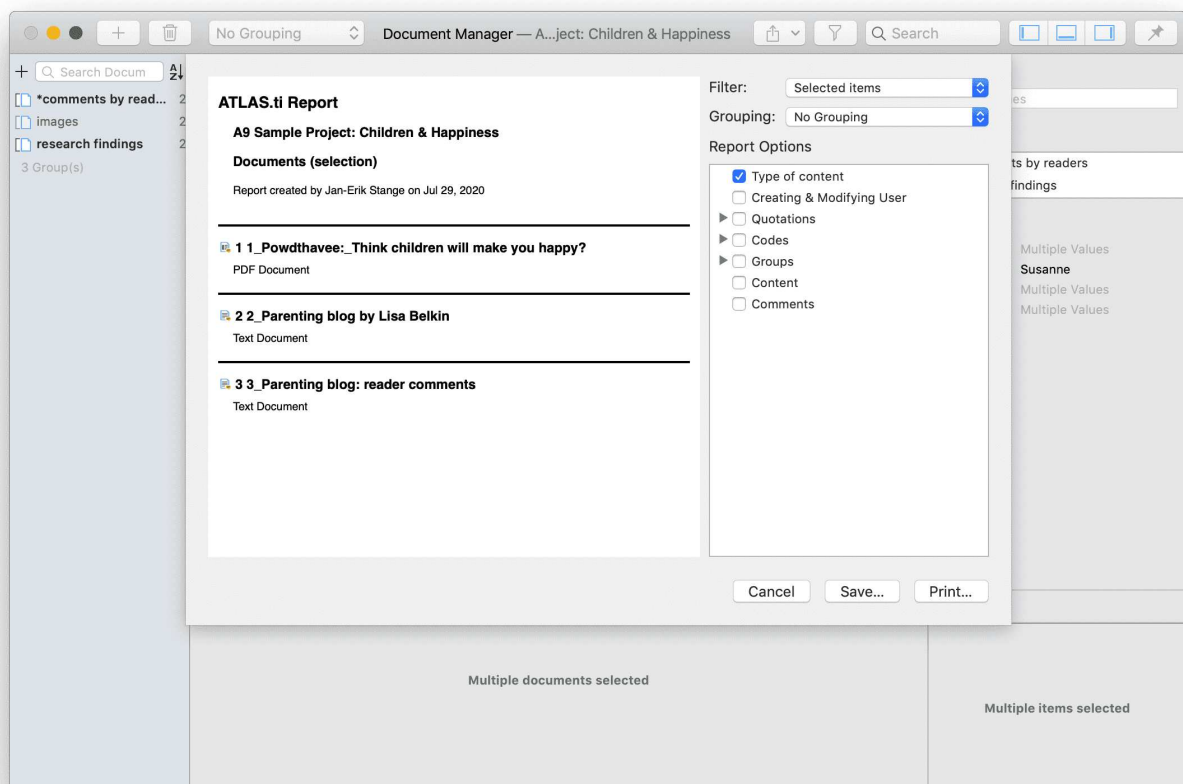 No Grouping
Document Manager — A...ject: Children & Happiness
Search
Search Docum
*comments by read... 2
images 2
research findings 2
3 Group(s)
ATLAS.ti Report
A9 Sample Project: Children & Happiness
Documents (selection)
Report created by Jan-Erik Stange on Jul 29, 2020
1 1_Powdthavee:_Think children will make you happy?
PDF Document
2 2_Parenting blog by Lisa Belkin
Text Document
3 3_Parenting blog: reader comments
Text Document
Filter: Selected items
Grouping: No Grouping
Report Options
Type of content
Creating & Modifying User
Quotations
Codes
Groups
Content
Comments
Cancel Save... Print...
es
ts by readers
findings
Multiple Values
Susanne
Multiple Values
Multiple Values
Multiple documents selected
Multiple items selected